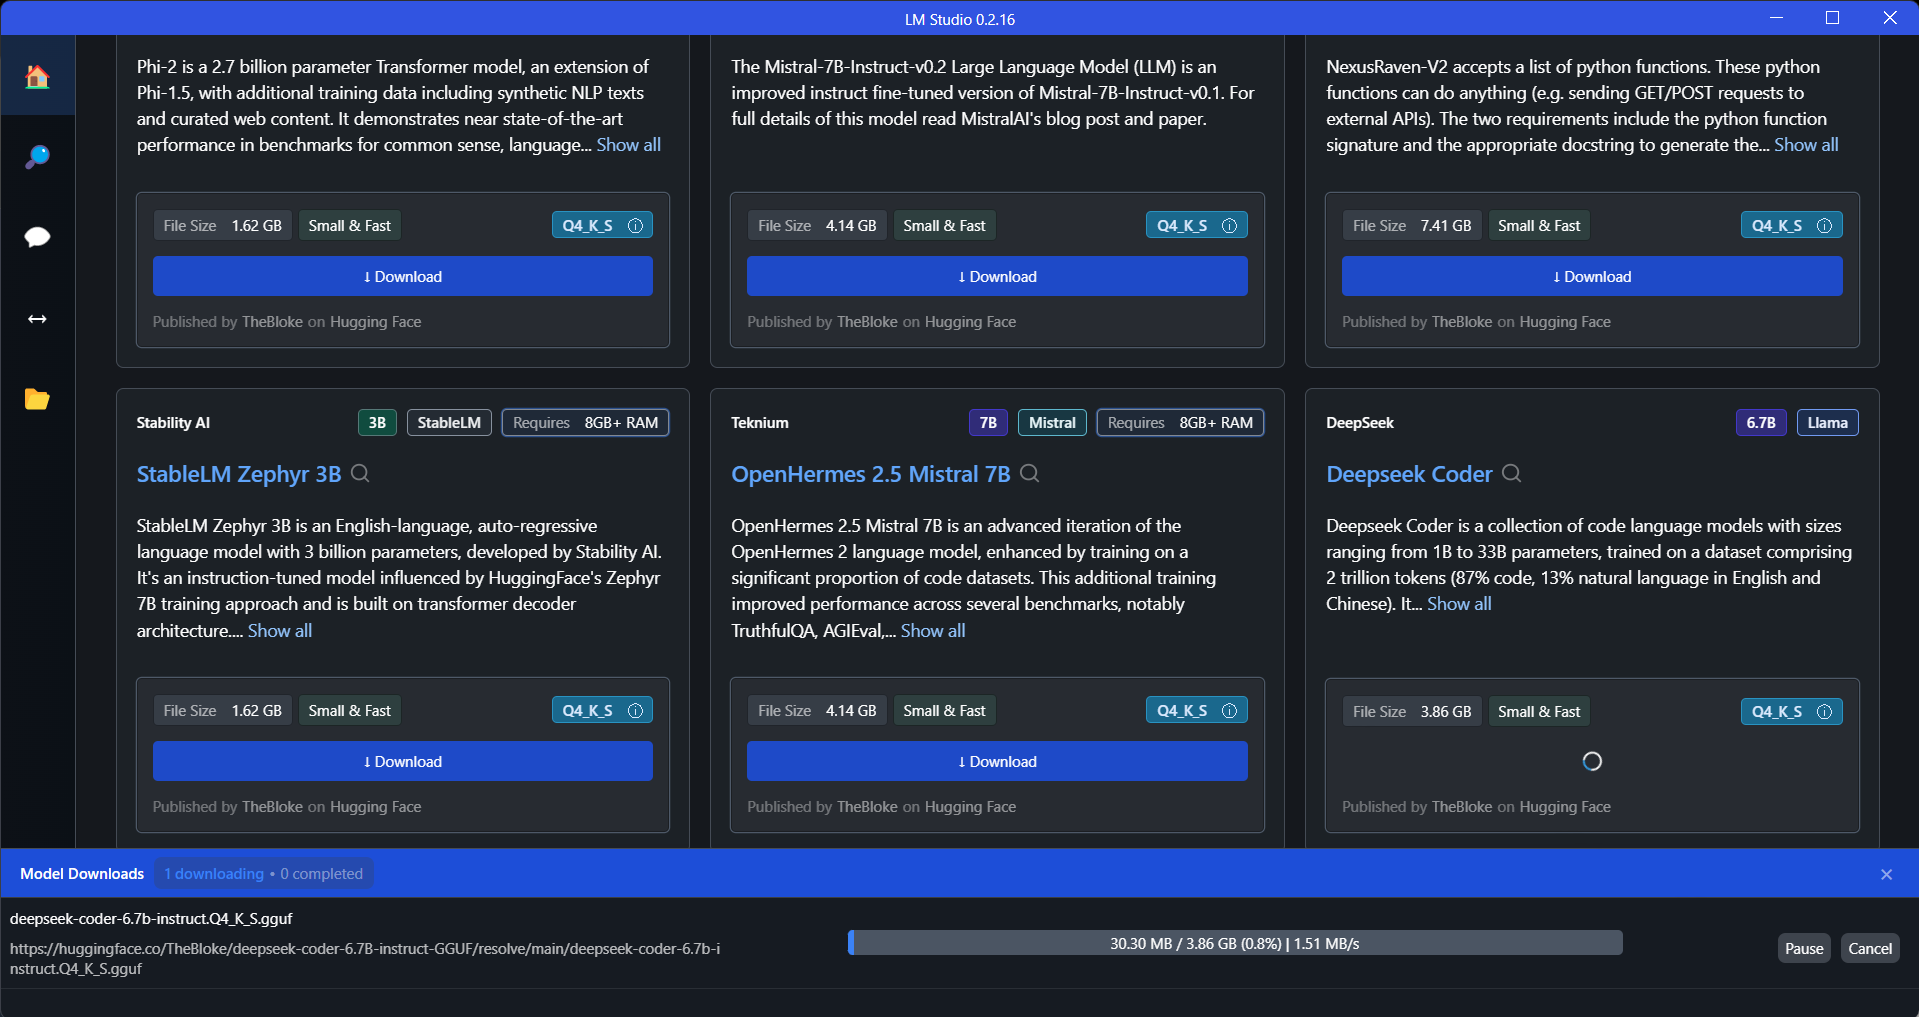 LM Studio 0.2.16
Phi-2 is a 2.7 billion parameter Transformer model, an extension of
Phi-1.5, with additional training data including synthetic NLP texts
and curated web content. It demonstrates near state-of-the-art
performance in benchmarks for common sense, language... Show all
File Size 1.62 GB Small & Fast Q4_K_S
↓ Download
Published by TheBloke on Hugging Face
The Mistral-7B-Instruct-v0.2 Large Language Model (LLM) is an
improved instruct fine-tuned version of Mistral-7B-Instruct-v0.1. For
full details of this model read MistralAI's blog post and paper.
File Size 4.14 GB Small & Fast Q4_K_S
↓ Download
Published by TheBloke on Hugging Face
NexusRaven-V2 accepts a list of python functions. These python
functions can do anything (e.g. sending GET/POST requests to
external APIs). The two requirements include the python function
signature and the appropriate docstring to generate the... Show all
File Size 7.41 GB Small & Fast Q4_K_S
↓ Download
Published by TheBloke on Hugging Face
Stability AI 3B StableLM Requires 8GB+ RAM
StableLM Zephyr 3B
StableLM Zephyr 3B is an English-language, auto-regressive
language model with 3 billion parameters, developed by Stability AI.
It's an instruction-tuned model influenced by HuggingFace's Zephyr
7B training approach and is built on transformer decoder
architecture.... Show all
File Size 1.62 GB Small & Fast Q4_K_S
↓ Download
Published by TheBloke on Hugging Face
Teknium 7B Mistral Requires 8GB+ RAM
OpenHermes 2.5 Mistral 7B
OpenHermes 2.5 Mistral 7B is an advanced iteration of the
OpenHermes 2 language model, enhanced by training on a
significant proportion of code datasets. This additional training
improved performance across several benchmarks, notably
TruthfulQA, AGIEval,... Show all
File Size 4.14 GB Small & Fast Q4_K_S
↓ Download
Published by TheBloke on Hugging Face
DeepSeek 6.7B Llama
Deepseek Coder
Deepseek Coder is a collection of code language models with sizes
ranging from 1B to 33B parameters, trained on a dataset comprising
2 trillion tokens (87% code, 13% natural language in English and
Chinese). It... Show all
File Size 3.86 GB Small & Fast Q4_K_S
Published by TheBloke on Hugging Face
Model Downloads 1 downloading • 0 completed
deepseek-coder-6.7b-instruct.Q4_K_S.gguf
https://huggingface.co/TheBloke/deepseek-coder-6.7B-instruct-GGUF/resolve/main/deepseek-coder-6.7b-i
nstruct.Q4_K_S.gguf
30.30 MB / 3.86 GB (0.8%) | 1.51 MB/s
Pause Cancel